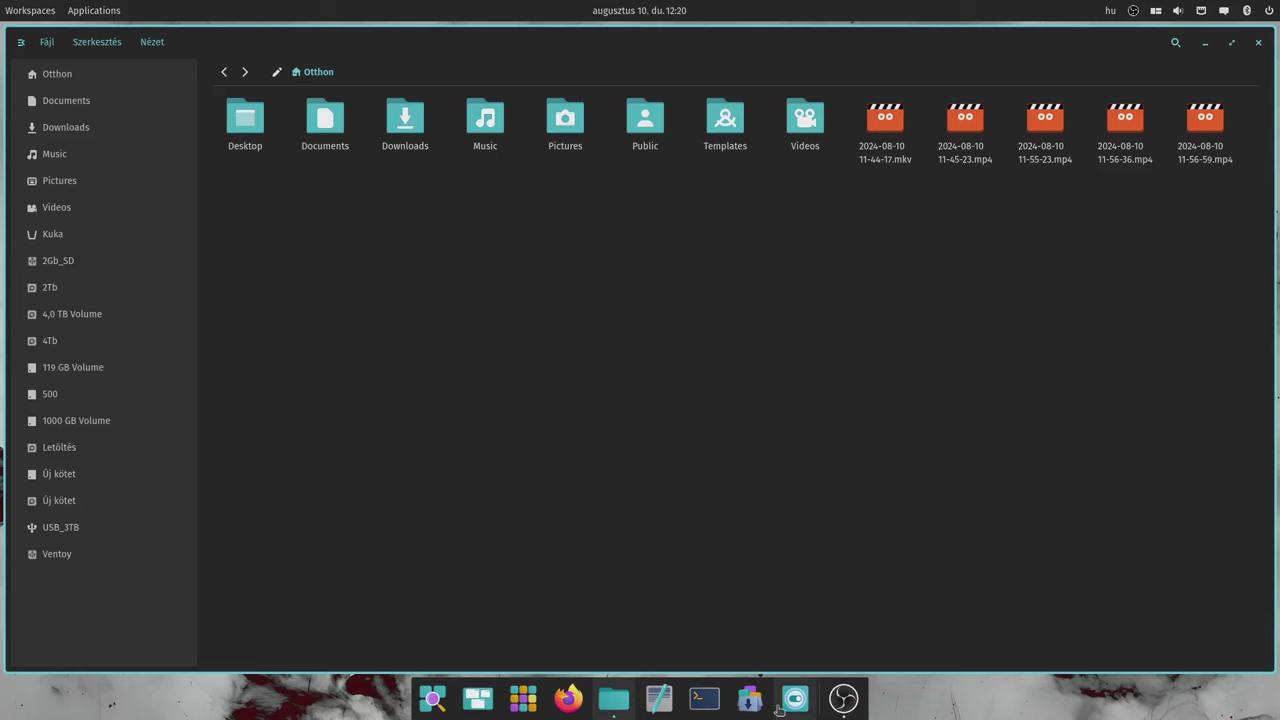 Workspaces Applications augusztus 10. du. 12:20 hu
Fájl Szerkesztés Nézet
Otthon
Documents
Downloads
Music
Pictures
Videos
Kuka
2Gb_SD
2Tb
4,0 TB Volume
4Tb
119 GB Volume
500
1000 GB Volume
Letöltés
Új kötet
Új kötet
USB_3TB
Ventoy
Otthon
Desktop Documents Downloads Music Pictures Public Templates Videos 2024-08-10 2024-08-10 2024-08-10 2024-08-10 2024-08-10
11-44-17.mkv 11-45-23.mp4 11-55-23.mp4 11-56-36.mp4 11-56-59.mp4